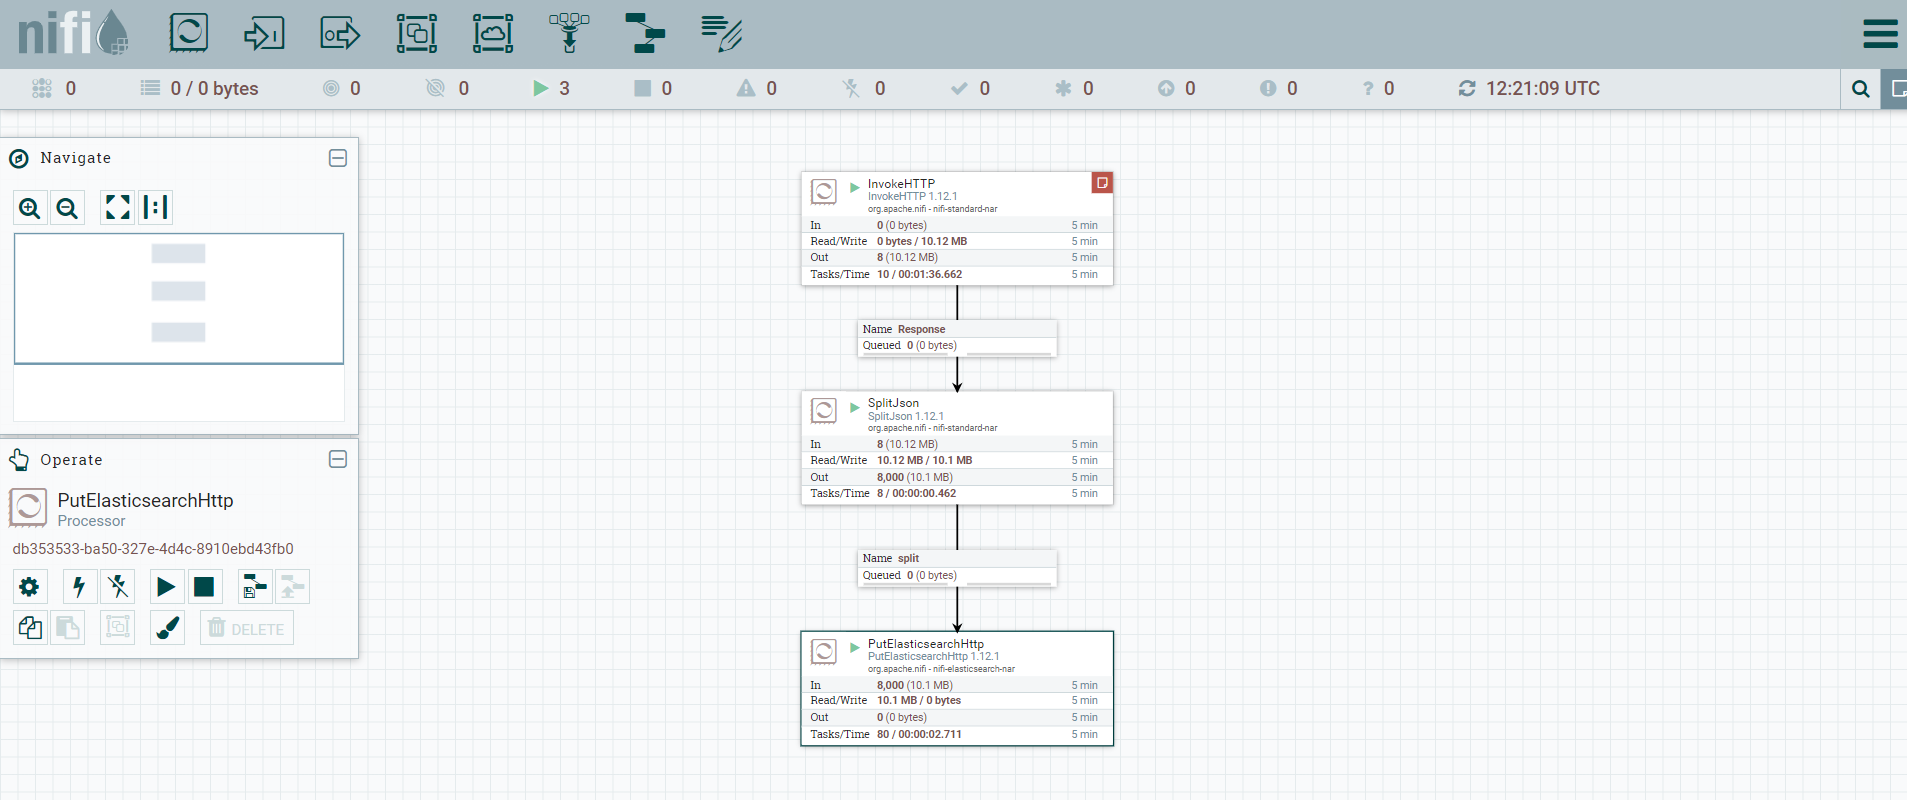 nifi
0
0 / 0 bytes
0
0
3
0
0
0
0
0
0
0
0
12:21:09 UTC
Navigate
Operate
PutElasticsearchHttp
Processor
db353533-ba50-327e-4d4c-8910ebd43fb0
DELETE
InvokeHTTP
InvokeHTTP 1.12.1
org.apache.nifi - nifi-standard-nar
In 0 (0 bytes) 5 min
Read/Write 0 bytes / 10.12 MB 5 min
Out 8 (10.12 MB) 5 min
Tasks/Time 10 / 00:01:36.662 5 min
Name Response
Queued 0 (0 bytes)
SplitJson
SplitJson 1.12.1
org.apache.nifi - nifi-standard-nar
In 8 (10.12 MB) 5 min
Read/Write 10.12 MB / 10.1 MB 5 min
Out 8,000 (10.1 MB) 5 min
Tasks/Time 8 / 00:00:00.462 5 min
Name split
Queued 0 (0 bytes)
PutElasticsearchHttp
PutElasticsearchHttp 1.12.1
org.apache.nifi - nifi-elasticsearch-nar
In 8,000 (10.1 MB) 5 min
Read/Write 10.1 MB / 0 bytes 5 min
Out 0 (0 bytes) 5 min
Tasks/Time 80 / 00:00:02.711 5 min